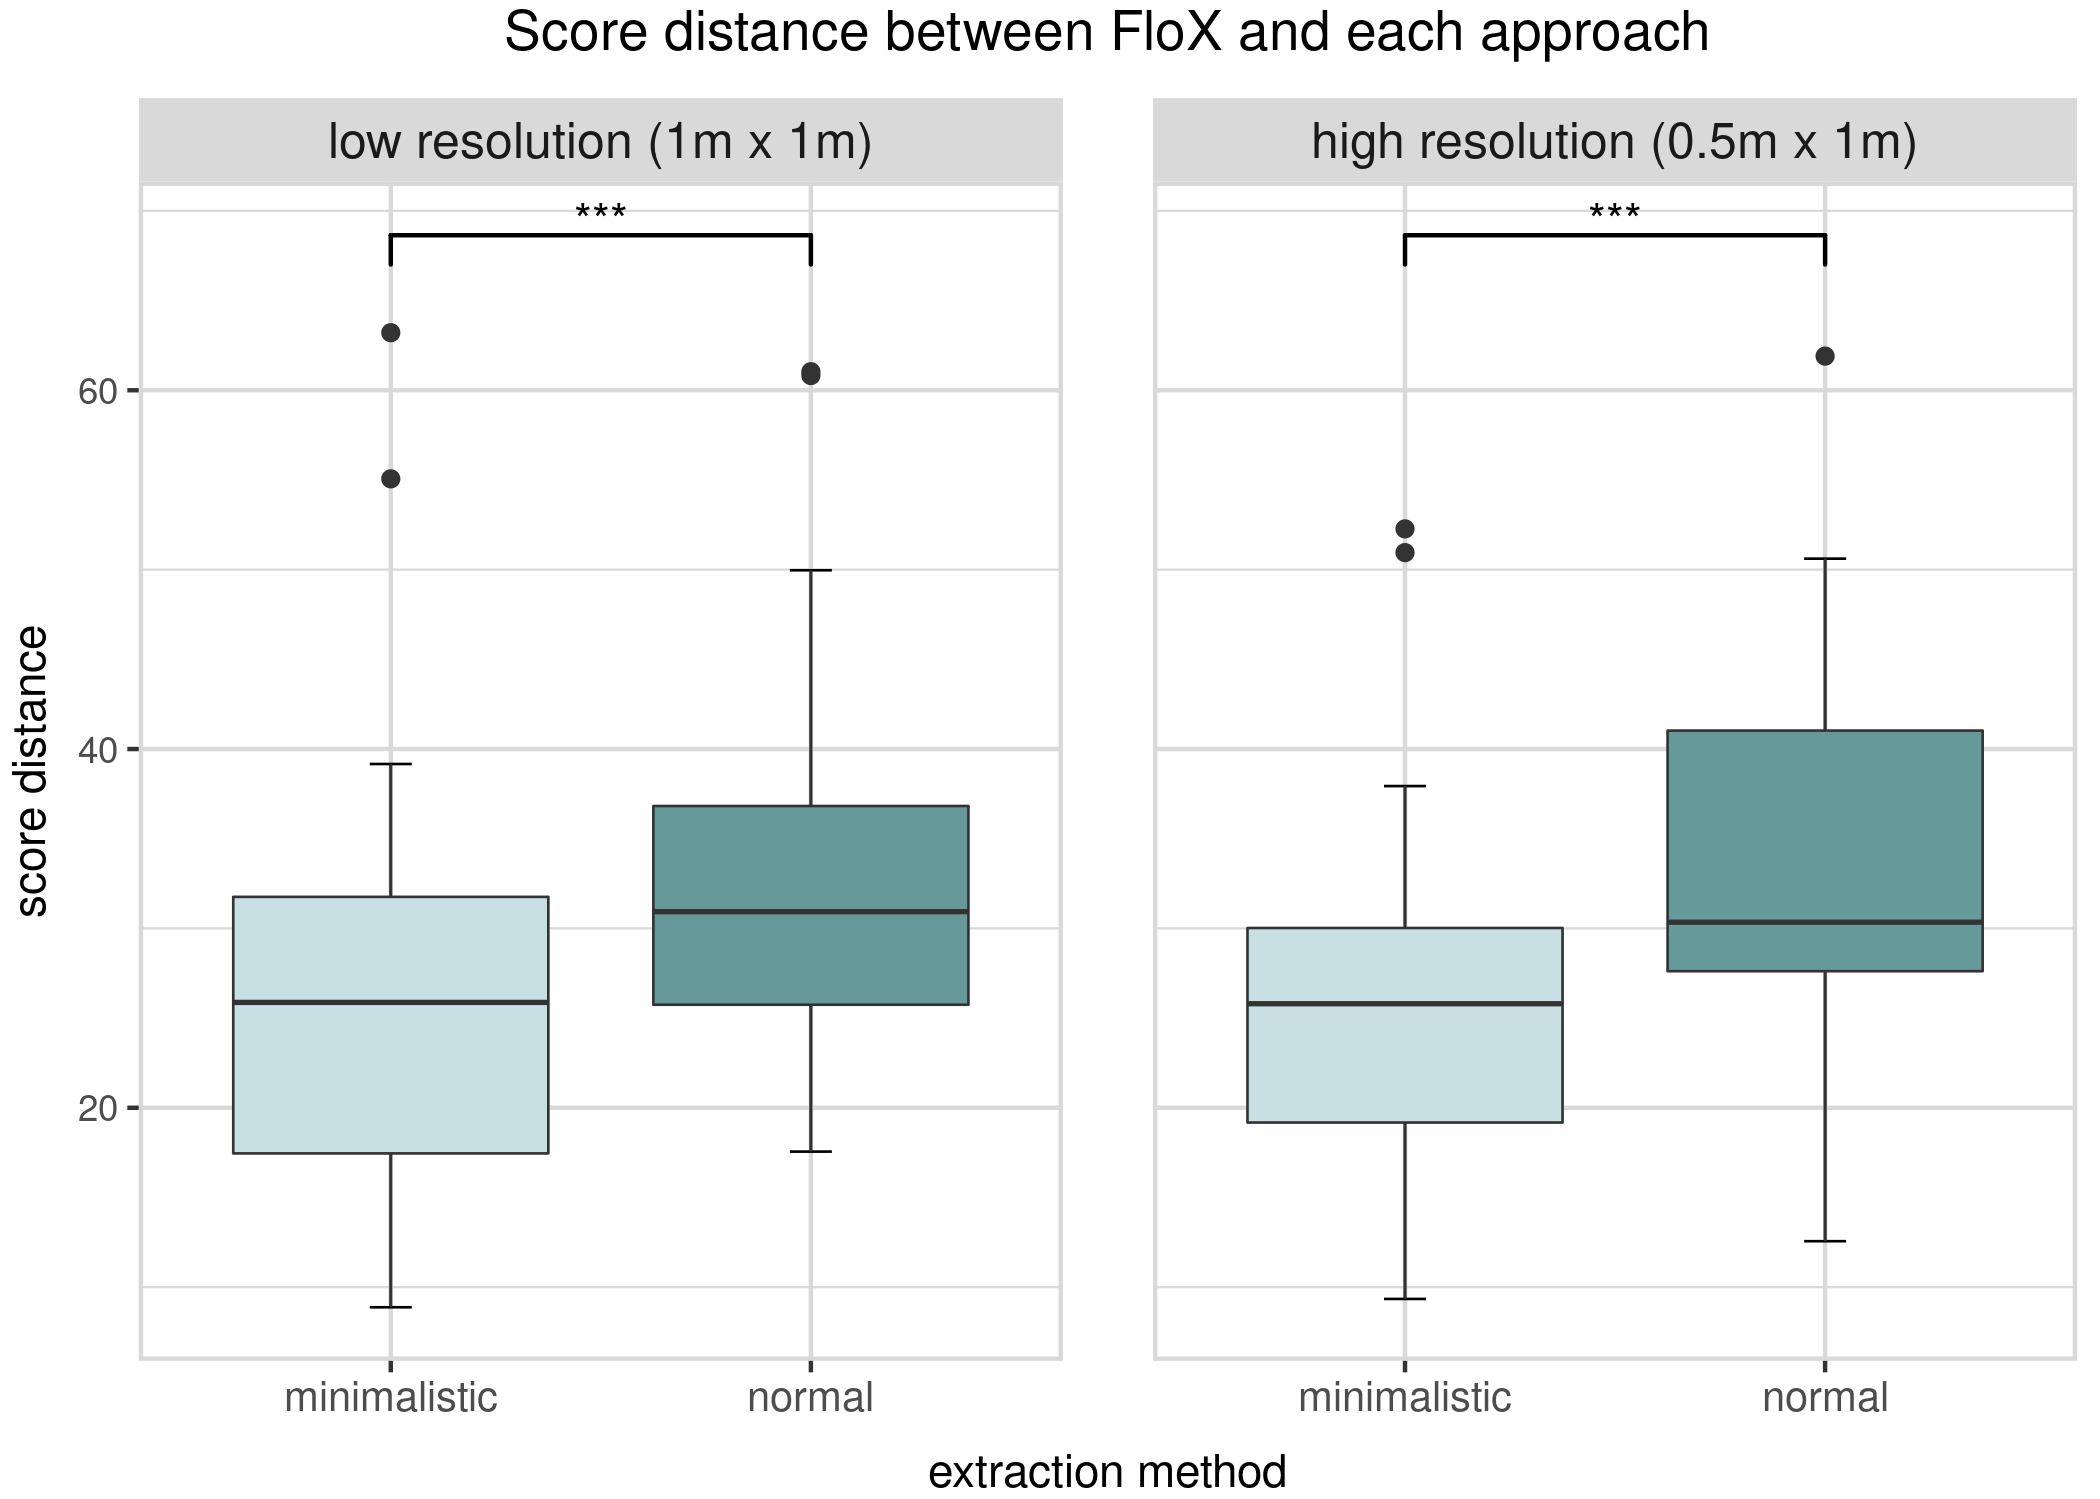 Score distance between FloX and each approach
low resolution (1m x 1m)
high resolution (0.5m x 1m)
***
***
60
40
20
score distance
minimalistic
normal
minimalistic
normal
extraction method